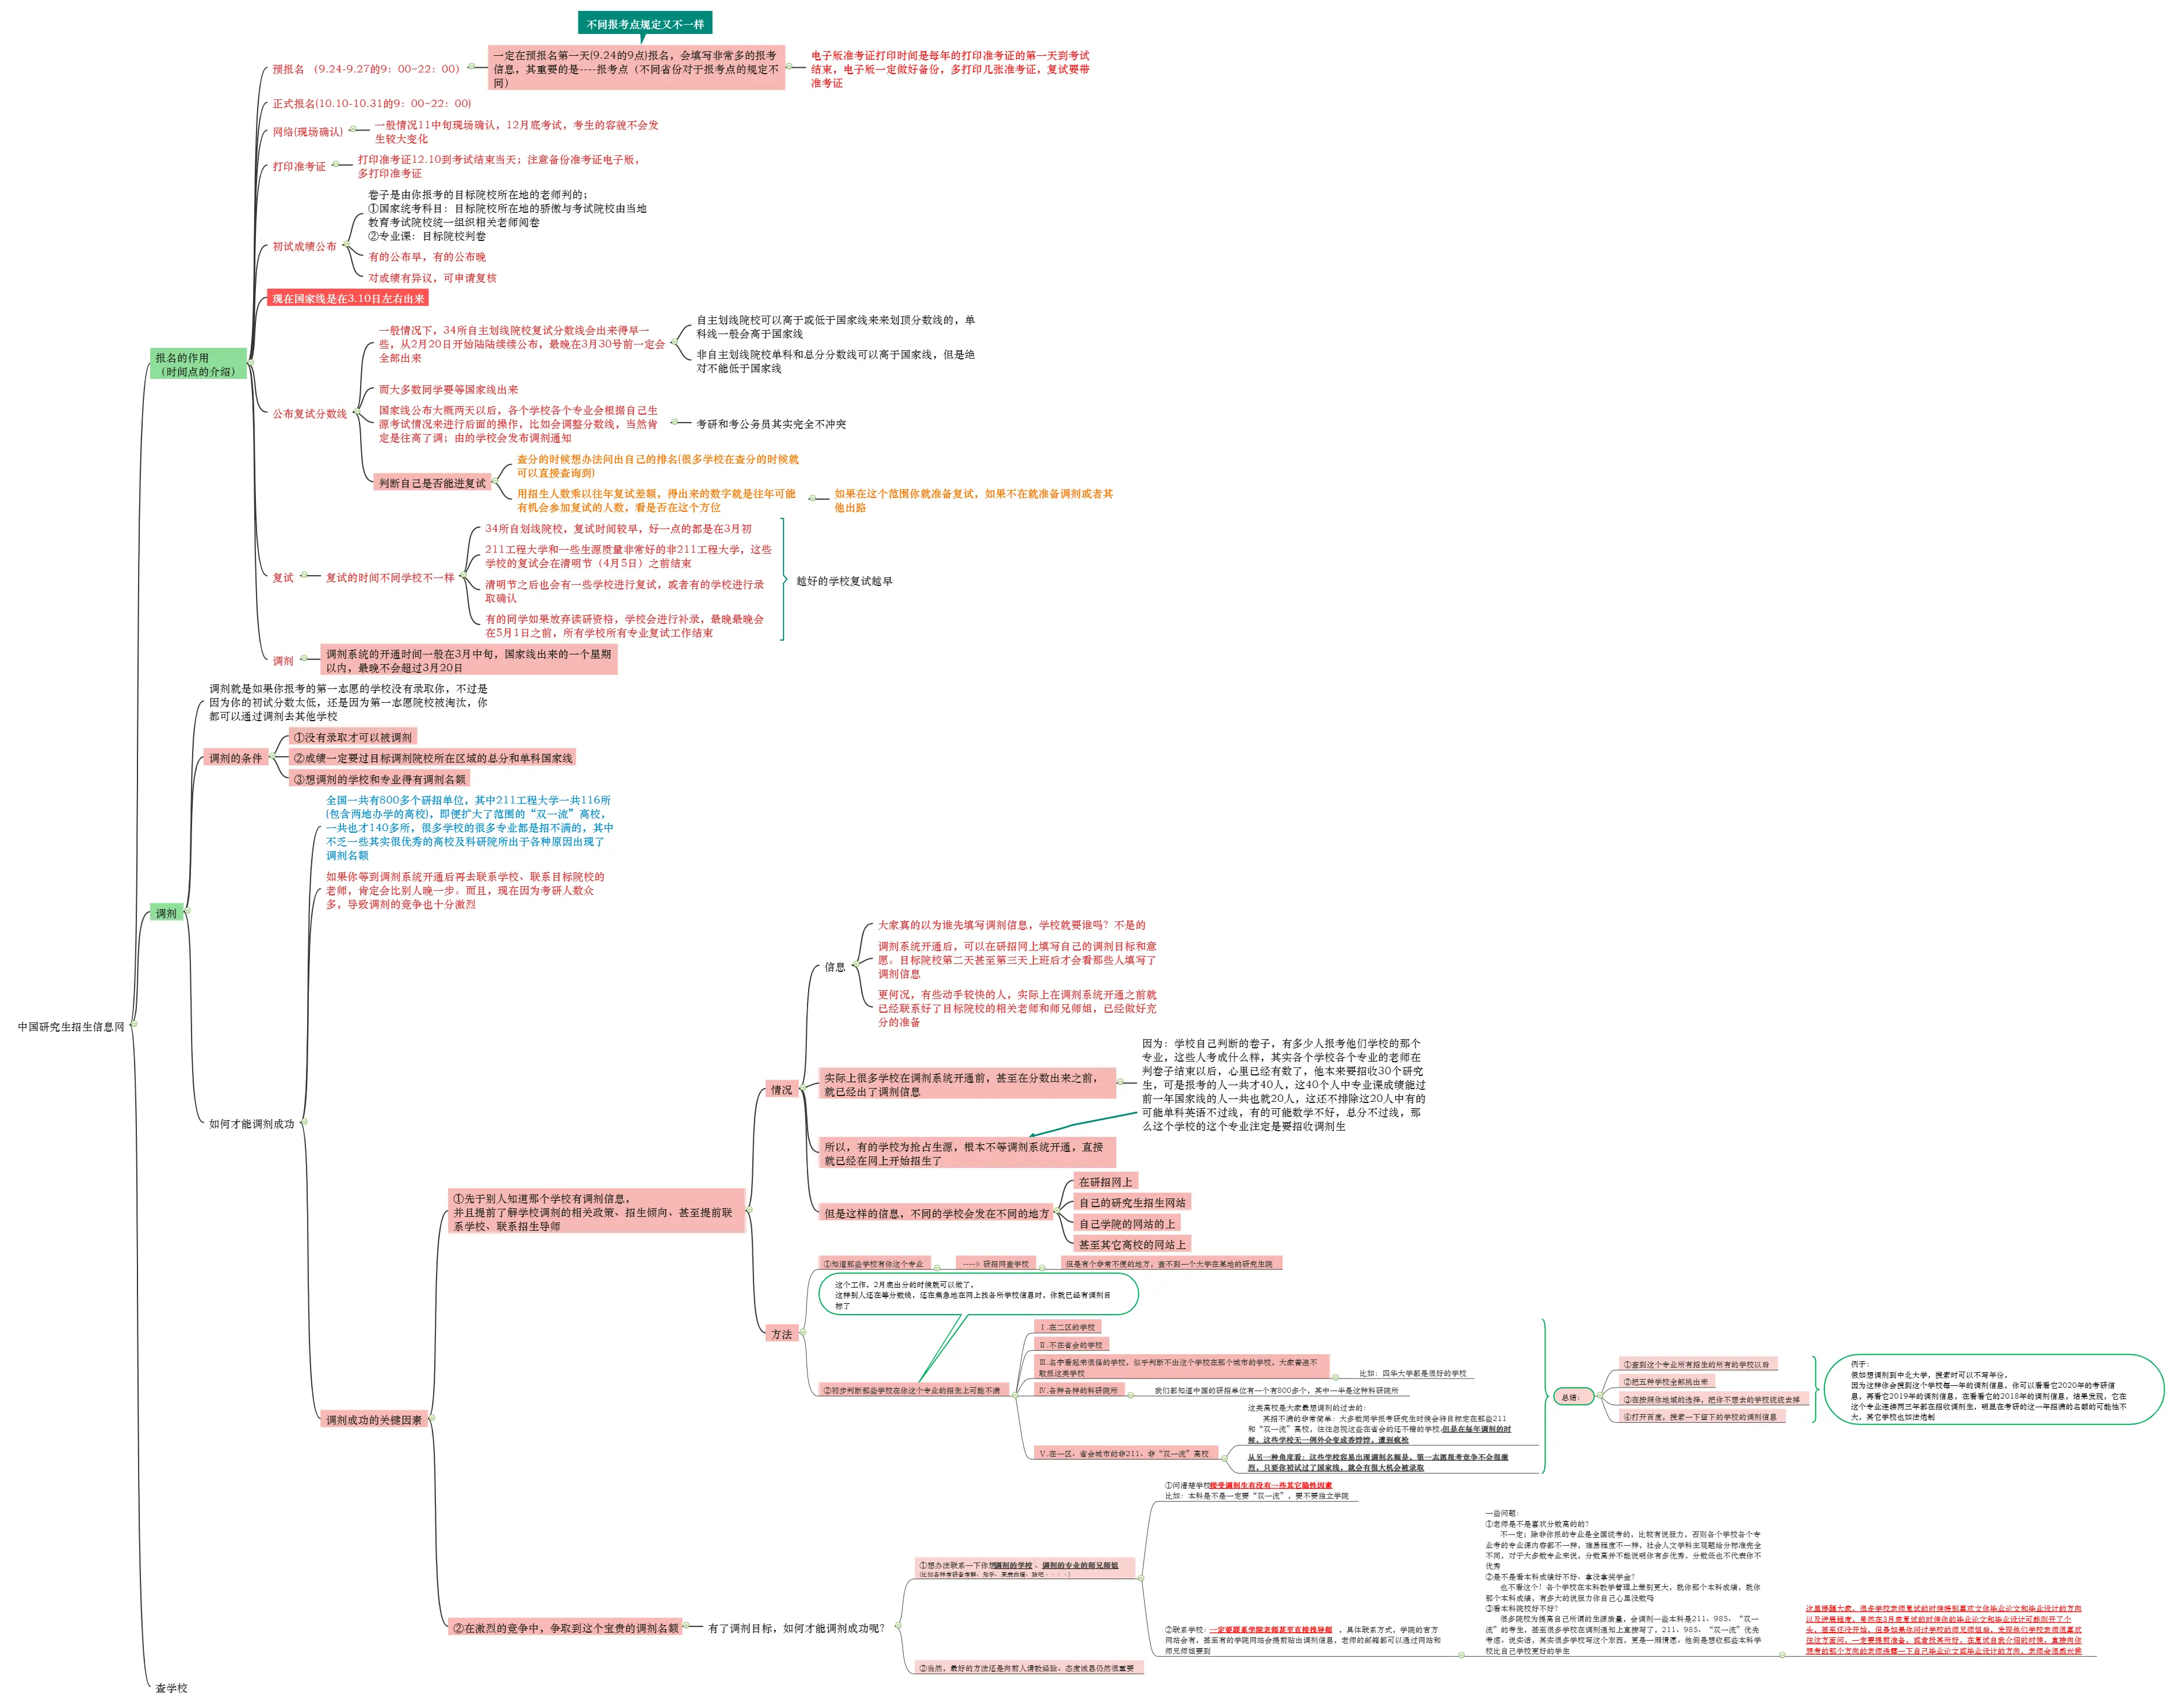 不同报考点规定又不一样
预报名 （9.24-9.27的9：00~22：00）
一定在预报名第一天(9.24的9点)报名，会填写非常多的报考
信息，其重要的是----报考点（不同省份对于报考点的规定不
同）
电子版准考证打印时间是每年的打印准考证的第一天到考试
结束，电子版一定做好备份，多打印几张准考证，复试要带
准考证
正式报名(10.10-10.31的9：00~22：00)
网络(现场确认)
一般情况11中旬现场确认，12月底考试，考生的容貌不会发
生较大变化
打印准考证
打印准考证12.10到考试结束当天；注意备份准考证电子版，
多打印准考证
初试成绩公布
卷子是由你报考的目标院校所在地的老师判的；
①国家统考科目：目标院校所在地的骄傲与考试院校由当地
教育考试院校统一组织相关老师阅卷
②专业课：目标院校判卷
有的公布早，有的公布晚
对成绩有异议，可申请复核
现在国家线是在3.10日左右出来
报名的作用
（时间点的介绍）
公布复试分数线
一般情况下，34所自主划线院校复试分数线会出来得早一
些，从2月20日开始陆陆续续公布，最晚在3月30号前一定会
全部出来
自主划线院校可以高于或低于国家线来来划顶分数线的，单
科线一般会高于国家线
非自主划线院校单科和总分分数线可以高于国家线，但是绝
对不能低于国家线
而大多数同学要等国家线出来
国家线公布大概两天以后，各个学校各个专业会根据自己生
源考试情况来进行后面的操作，比如会调整分数线，当然肯
定是往高了调；由的学校会发布调剂通知
考研和考公务员其实完全不冲突
判断自己是否能进复试
查分的时候想办法问出自己的排名(很多学校在查分的时候就
可以直接查询到)
用招生人数乘以往年复试差额，得出来的数字就是往年可能
有机会参加复试的人数，看是否在这个方位
如果在这个范围你就准备复试，如果不在就准备调剂或者其
他出路
复试
复试的时间不同学校不一样
34所自划线院校，复试时间较早，好一点的都是在3月初
211工程大学和一些生源质量非常好的非211工程大学，这些
学校的复试会在清明节（4月5日）之前结束
清明节之后也会有一些学校进行复试，或者有的学校进行录
取确认
有的同学如果放弃读研资格，学校会进行补录，最晚最晚会
在5月1日之前，所有学校所有专业复试工作结束
越好的学校复试越早
调剂
调剂系统的开通时间一般在3月中旬，国家线出来的一个星期
以内，最晚不会超过3月20日
调剂就是如果你报考的第一志愿的学校没有录取你，不过是
因为你的初试分数太低，还是因为第一志愿院校被淘汰，你
都可以通过调剂去其他学校
调剂的条件
①没有录取才可以被调剂
②成绩一定要过目标调剂院校所在区域的总分和单科国家线
③想调剂的学校和专业得有调剂名额
调剂
全国一共有800多个研招单位，其中211工程大学一共116所
(包含两地办学的高校)，即便扩大了范围的“双一流”高校，
一共也才140多所，很多学校的很多专业都是招不满的，其中
不乏一些其实很优秀的高校及科研院所出于各种原因出现了
调剂名额
如果你等到调剂系统开通后再去联系学校、联系目标院校的
老师，肯定会比别人晚一步。而且，现在因为考研人数众
多，导致调剂的竞争也十分激烈
中国研究生招生信息网
如何才能调剂成功
信息
大家真的以为谁先填写调剂信息，学校就要谁吗？不是的
调剂系统开通后，可以在研招网上填写自己的调剂目标和意
愿。目标院校第二天甚至第三天上班后才会看那些人填写了
调剂信息
更何况，有些动手较快的人，实际上在调剂系统开通之前就
已经联系好了目标院校的相关老师和师兄师姐，已经做好充
分的准备
情况
实际上很多学校在调剂系统开通前，甚至在分数出来之前，
就已经出了调剂信息
因为：学校自己判断的卷子，有多少人报考他们学校的那个
专业，这些人考成什么样，其实各个学校各个专业的老师在
判卷子结束以后，心里已经有数了，他本来要招收30个研究
生，可是报考的人一共才40人，这40个人中专业课成绩能过
前一年国家线的人一共也就20人，这还不排除这20人中有的
可能单科英语不过线，有的可能数学不好，总分不过线，那
么这个学校的这个专业注定是要招收调剂生
所以，有的学校为抢占生源，根本不等调剂系统开通，直接
就已经在网上开始招生了
但是这样的信息，不同的学校会发在不同的地方
在研招网上
自己的研究生招生网站
自己学院的网站的上
甚至其它高校的网站上
①先于别人知道那个学校有调剂信息，
并且提前了解学校调剂的相关政策、招生倾向、甚至提前联
系学校、联系招生导师
方法
①知道那些学校有你这个专业
----> 研招网查学校
但是有个非常不便的地方，查不到一个大学在某地的研究生院
这个工作，2月底出分的时候就可以做了，
这样别人还在等分数线，还在焦急地在网上找各所学校信息时，你就已经有调剂目
标了
②初步判断那些学校在你这个专业的招生上可能不满
Ⅰ.在二区的学校
Ⅱ.不在省会的学校
Ⅲ.名字看起来很怪的学校，似乎判断不出这个学校在那个城市的学校，大家普遍不
敢报这类学校
比如：四华大学都是很好的学校
Ⅳ.各种各样的科研院所
我们都知道中国的研招单位有一个有800多个，其中一半是这种科研院所
Ⅴ.在一区、省会城市的非211、非“双一流”高校
这类高校是大家最想调剂的过去的：
其招不满的非常简单：大多数同学报考研究生时候会将目标定在那些211
和“双一流”高校，往往忽视这些在省会的还不错的学校,但是在每年调剂的时
候，这些学校无一例外会变成香饽饽，遭到疯抢
从另一种角度看：这些学校容易出现调剂名额是，第一志愿报考竞争不会很激
烈，只要你初试过了国家线，就会有很大机会被录取
总结：
①查到这个专业所有招生的所有的学校以后
②把五种学校全部挑出来
③在按照你地域的选择，把你不想去的学校统统去掉
④打开百度，搜索一下留下的学校的调剂信息
例子：
假如想调剂到中北大学，搜索时可以不写年份，
因为这样你会搜到这个学校每一年的调剂信息，你可以看看它2020年的考研信
息，再看它2019年的调剂信息，在看看它的2018年的调剂信息，结果发现，它在
这个专业连续两三年都在招收调剂生，明显在考研的这一年招满的名额的可能性不
大，其它学校也如法炮制
调剂成功的关键因素
②在激烈的竞争中，争取到这个宝贵的调剂名额
有了调剂目标，如何才能调剂成功呢？
①想办法联系一下你想调剂的学校 、调剂的专业的师兄师姐
①问清楚学校接受调剂生有没有一些其它隐性因素
比如：本科是不是一定要“双一流”，要不要独立学院
②联系学校：一定要联系学院老师甚至直接找导师 ，具体联系方式，学院的官方
网站会有，甚至有的学院网站会提前贴出调剂信息，老师的邮箱都可以通过网站和
师兄师姐要到
一些问题：
①老师是不是喜欢分数高的的？
不一定；除非你报的专业是全国统考的，比较有说服力，否则各个学校各个专
业考的专业课内容都不一样，难易程度不一样，社会人文学科主观题给分标准完全
不同，对于大多数专业来说，分数高并不能说明你有多优秀，分数低也不代表你不
优秀
②是不是看本科成绩好不好、拿没拿奖学金？
也不看这个！各个学校在本科教学管理上差别更大，就你那个本科成绩，就你
那个本科成绩，有多大的说服力你自己心里没数吗
③看本科院校好不好？
很多院校为提高自己所谓的生源质量，会调剂一些本科是211、985、“双一
流”的考生，甚至很多学校在调剂通知上直接写了，211、985、“双一流”优先
考虑，说实话，其实很多学校写这个东西，更是一厢情愿，他倒是想收那些本科学
校比自己学校更好的学生
这里提醒大家，很多学校老师复试的时候特别喜欢文你毕业论文和毕业设计的方向
以及进展程度，虽然在3月底复试的时候你的毕业论文和毕业设计可能刚开了个
头，甚至还没开始，但是如果你问过学校的师兄师姐后，发现他们学校老师很喜欢
往这方面问，一定要提前准备，或者投其所好，在复试自我介绍的时候，直接向你
想考的那个方向的老师透露一下自己毕业论文或毕业设计的方向，老师会很感兴趣
②当然，最好的方法还是向前人请教经验、态度诚恳仍然很重要
查学校